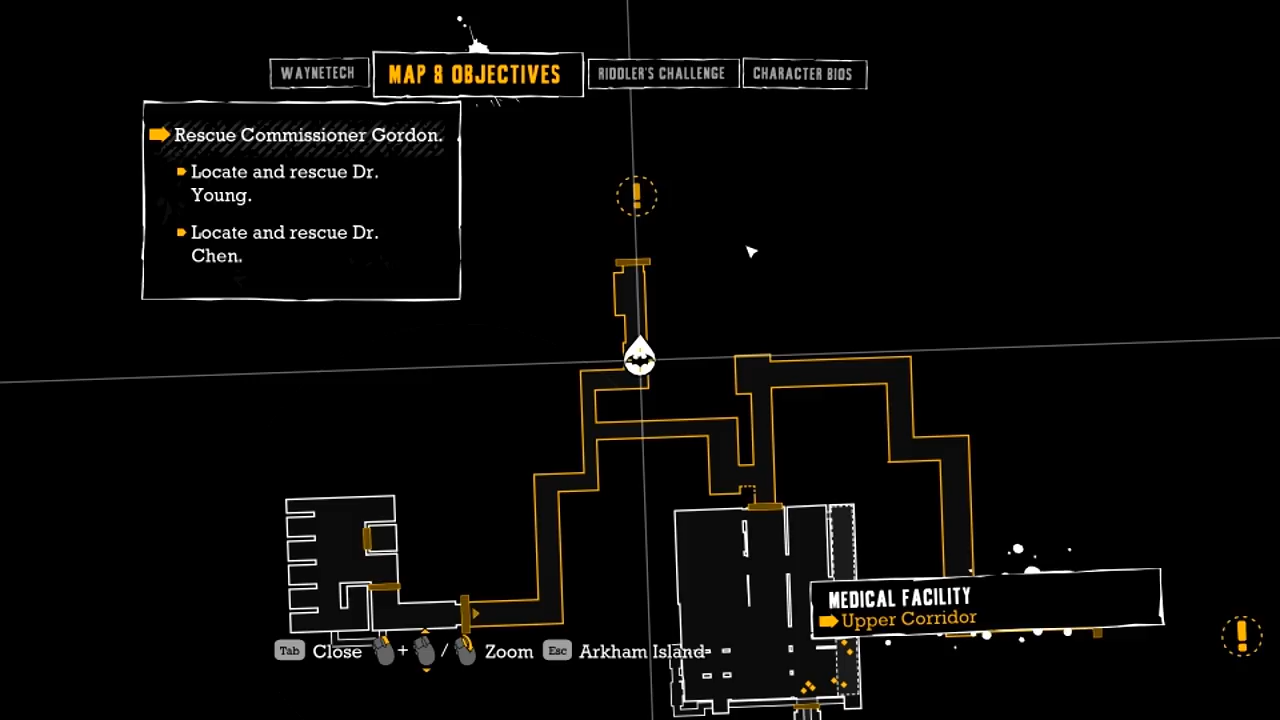 WAYNETECH
MAP & OBJECTIVES
RIDDLER'S CHALLENGE
CHARACTER BIOS
Rescue Commissioner Gordon.
Locate and rescue Dr.
Young.
Locate and rescue Dr.
Chen.
!
MEDICAL FACILITY
Upper Corridor
!
Tab Close + / Zoom Esc Arkham Island